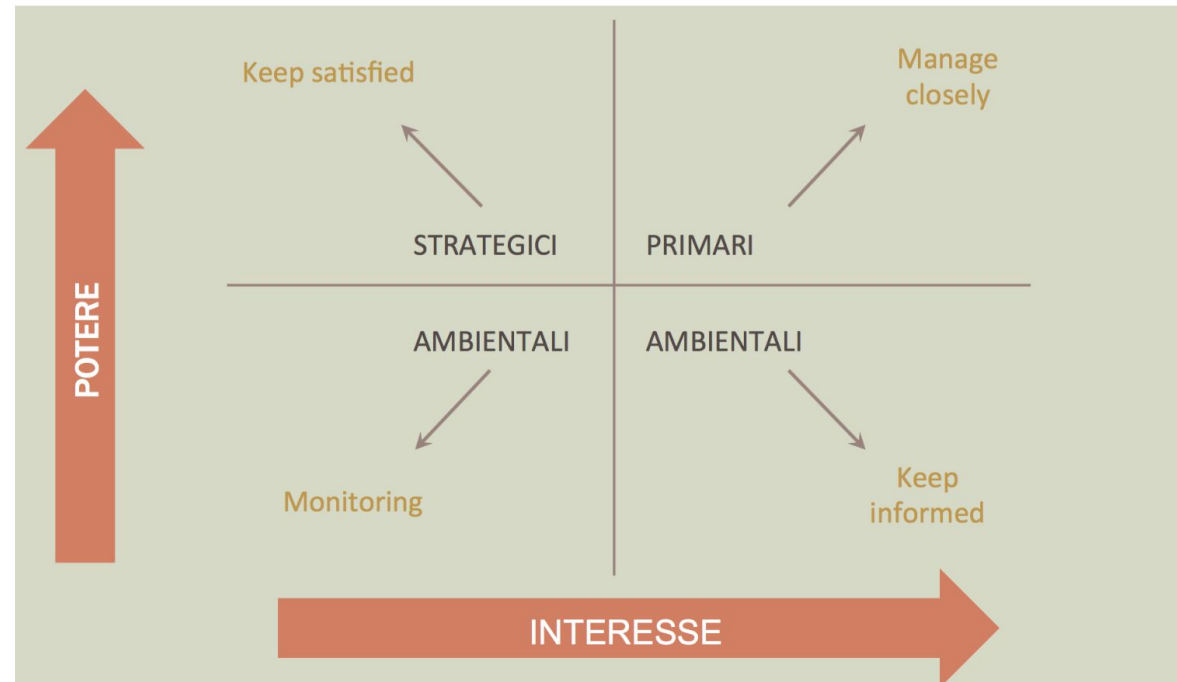 Keep satisfied
Manage
closely
STRATEGICI
PRIMARI
POTERE
AMBIENTALI
AMBIENTALI
Monitoring
Keep
informed
INTERESSE